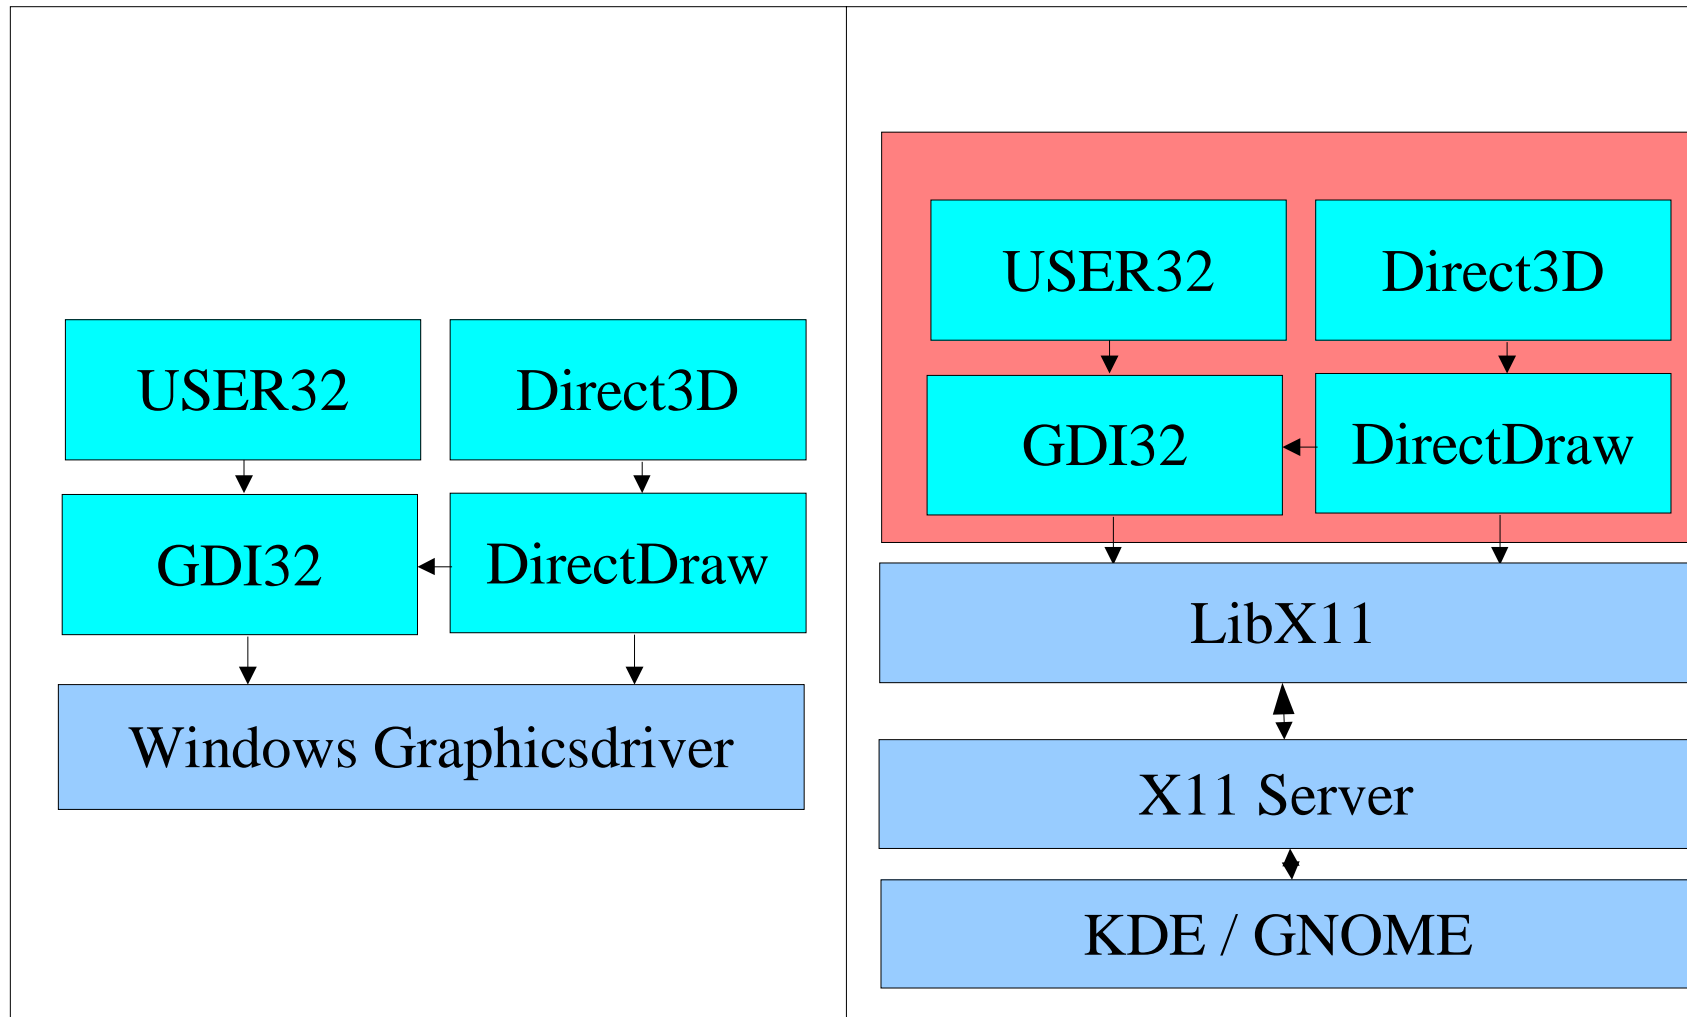 USER32
Direct3D
GDI32
DirectDraw
Windows Graphicsdriver
USER32
Direct3D
GDI32
DirectDraw
LibX11
X11 Server
KDE / GNOME